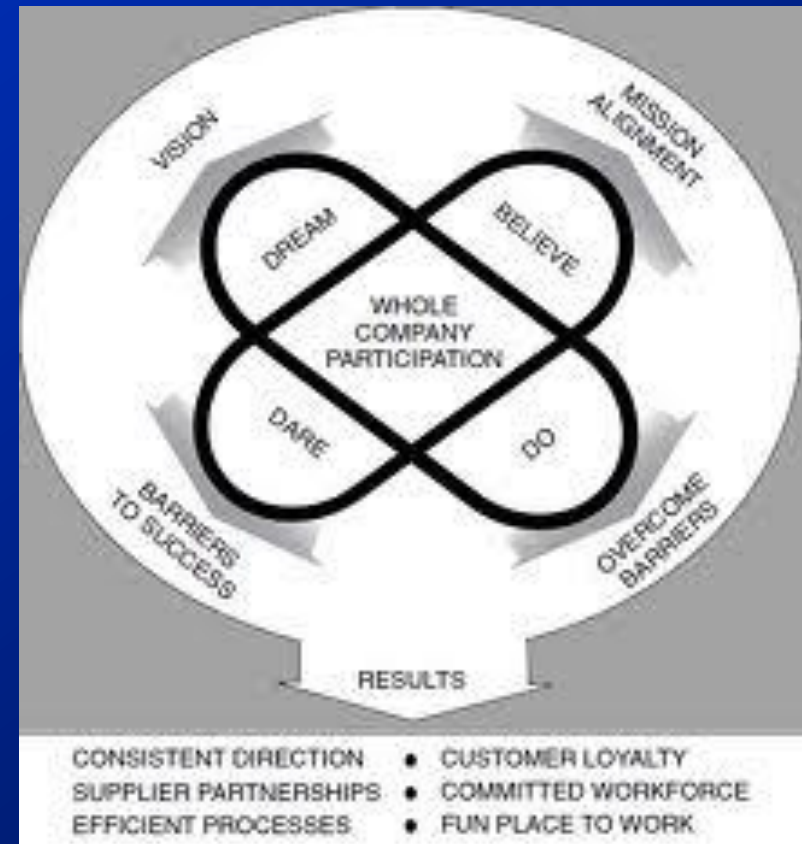 VISION
MISSION
ALIGNMENT
DREAM
BELIEVE
WHOLE
COMPANY
PARTICIPATION
DARE
DO
BARRIERS
TO SUCCESS
OVERCOME
BARRIERS
RESULTS
CONSISTENT DIRECTION • CUSTOMER LOYALTY
SUPPLIER PARTNERSHIPS • COMMITTED WORKFORCE
EFFICIENT PROCESSES • FUN PLACE TO WORK